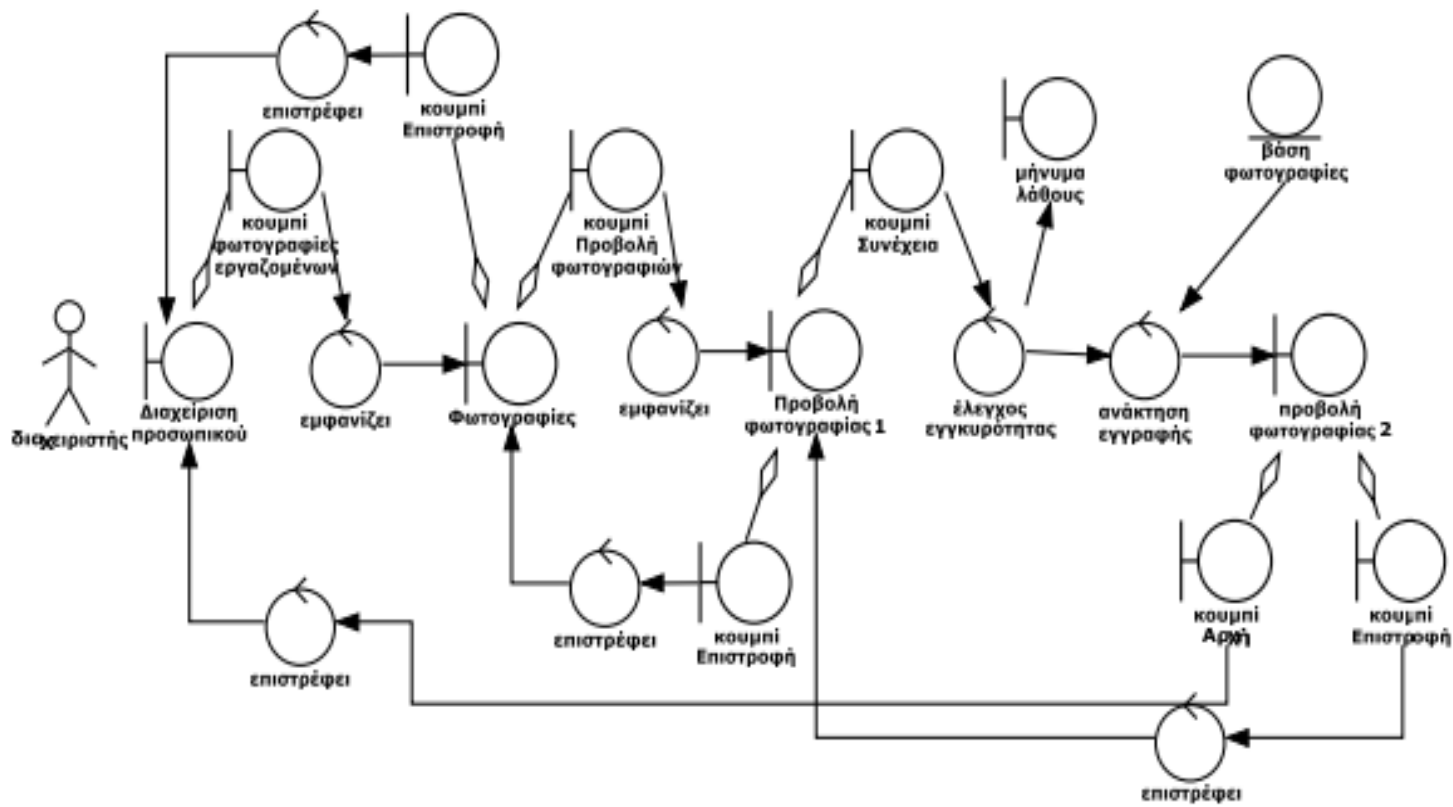 επιστρέφει
κουμπί
Επιστροφή
κουμπί
φωτογραφίες
εργαζομένων
κουμπί
Προβολή
φωτογραφιών
κουμπί
Συνέχεια
μήνυμα
λάθους
βάση
φωτογραφίες
διαχειριστής
Διαχείριση
προσωπικού
εμφανίζει
Φωτογραφίες
εμφανίζει
Προβολή
φωτογραφίας 1
έλεγχος
εγγκυρότητας
ανάκτηση
εγγραφής
προβολή
φωτογραφίας 2
επιστρέφει
επιστρέφει
κουμπί
Επιστροφή
κουμπί
Αρχή
κουμπί
Επιστροφή
επιστρέφει